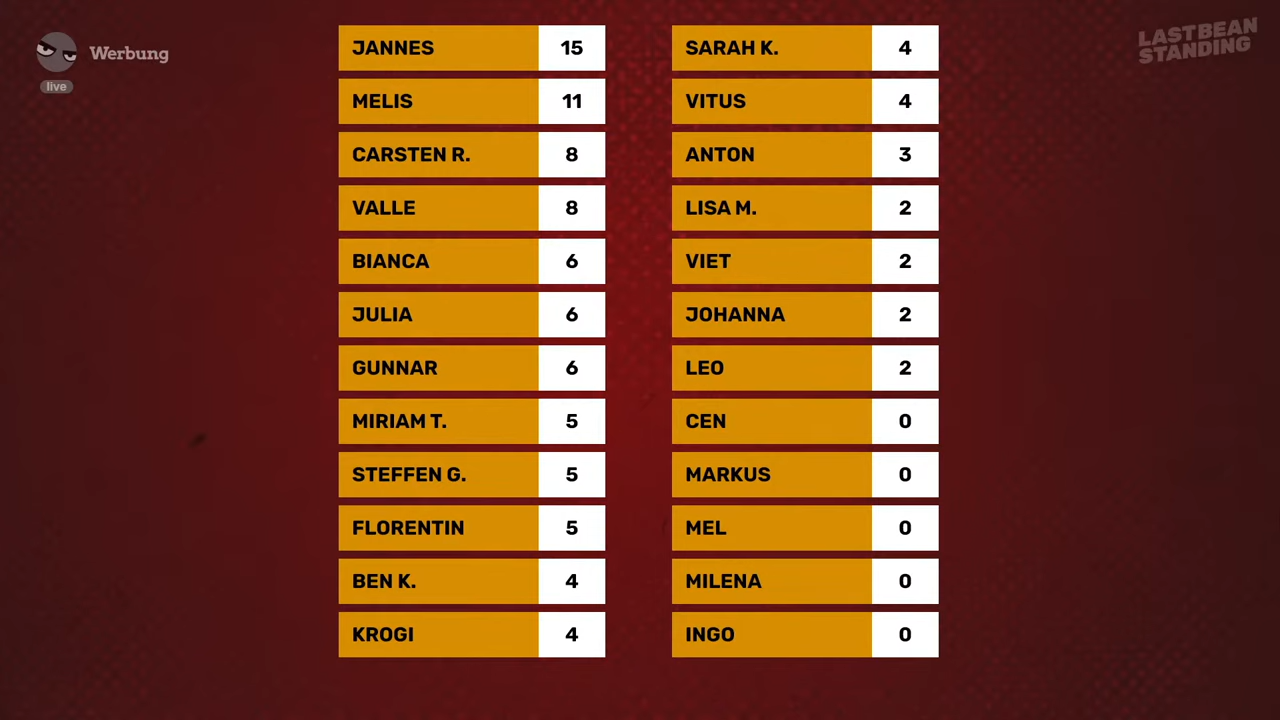 Werbung
live
LAST BEAN
STANDING
JANNES 15
MELIS 11
CARSTEN R. 8
VALLE 8
BIANCA 6
JULIA 6
GUNNAR 6
MIRIAM T. 5
STEFFEN G. 5
FLORENTIN 5
BEN K. 4
KROGI 4
SARAH K. 4
VITUS 4
ANTON 3
LISA M. 2
VIET 2
JOHANNA 2
LEO 2
CEN 0
MARKUS 0
MEL 0
MILENA 0
INGO 0